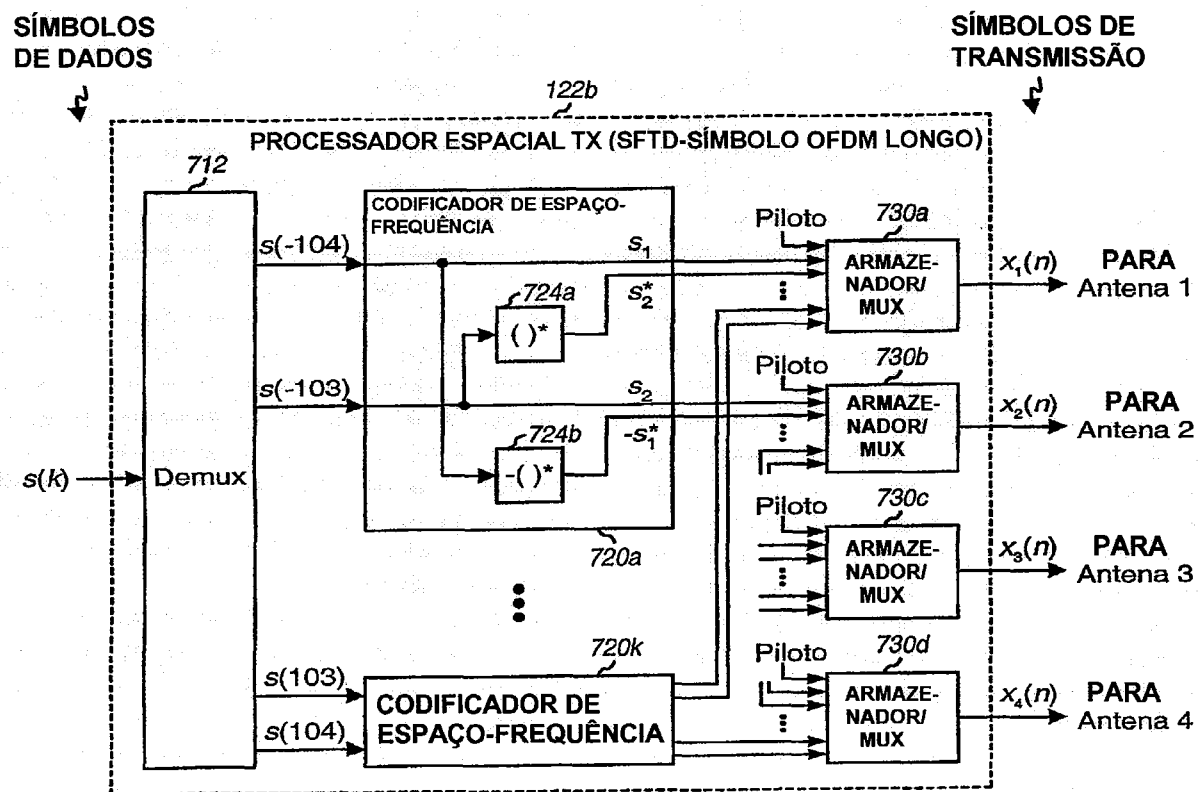 SÍMBOLOS
DE DADOS
SÍMBOLOS DE
TRANSMISSÃO
122b
PROCESSADOR ESPACIAL TX (SFTD-SÍMBOLO OFDM LONGO)
712
Demux
s(k)
s(-104)
s(-103)
s(103)
s(104)
CODIFICADOR DE ESPAÇO-
FREQUÊNCIA
s₁
724a
( )*
s₂*
s₂
724b
-( )*
-s₁*
720a
720k
CODIFICADOR DE
ESPAÇO-FREQUÊNCIA
Piloto
730a
ARMAZE-
NADOR/
MUX
x₁(n)
PARA
Antena 1
Piloto
730b
ARMAZE-
NADOR/
MUX
x₂(n)
PARA
Antena 2
Piloto
730c
ARMAZE-
NADOR/
MUX
x₃(n)
PARA
Antena 3
Piloto
730d
ARMAZE-
NADOR/
MUX
x₄(n)
PARA
Antena 4